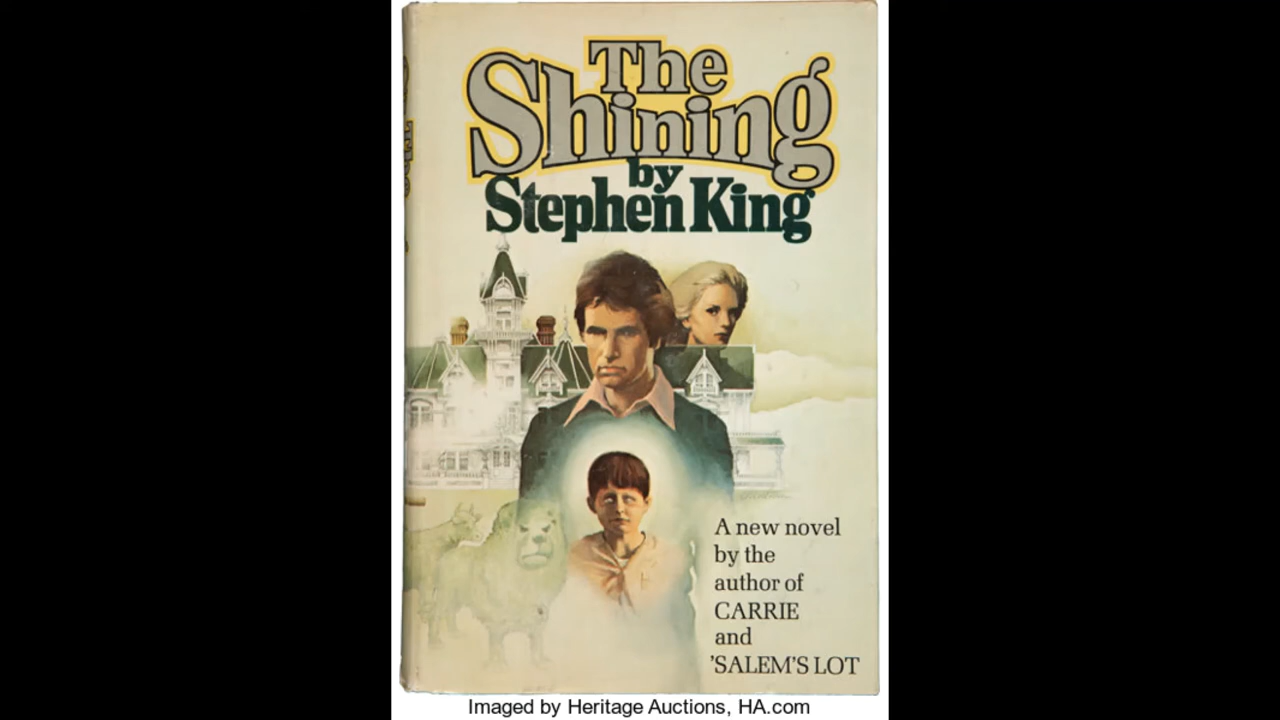 The
Shining
by
Stephen King
A new novel
by the
author of
CARRIE
and
'SALEM'S LOT
Imaged by Heritage Auctions, HA.com